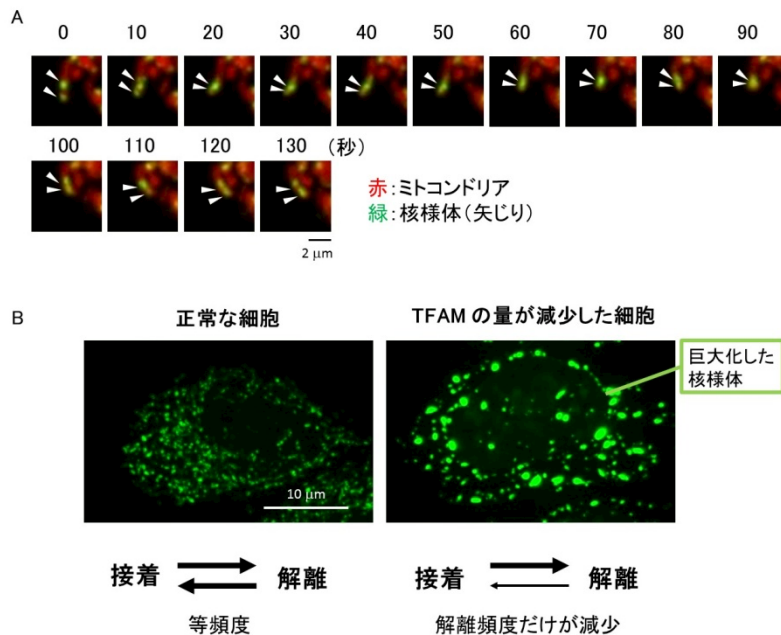 A
0 10 20 30 40 50 60 70 80 90
100 110 120 130 (秒)
赤:ミトコンドリア
緑:核様体(矢じり)
2 μm
B
正常な細胞
TFAM の量が減少した細胞
巨大化した
核様体
10 μm
接着 解離
接着 解離
等頻度
解離頻度だけが減少